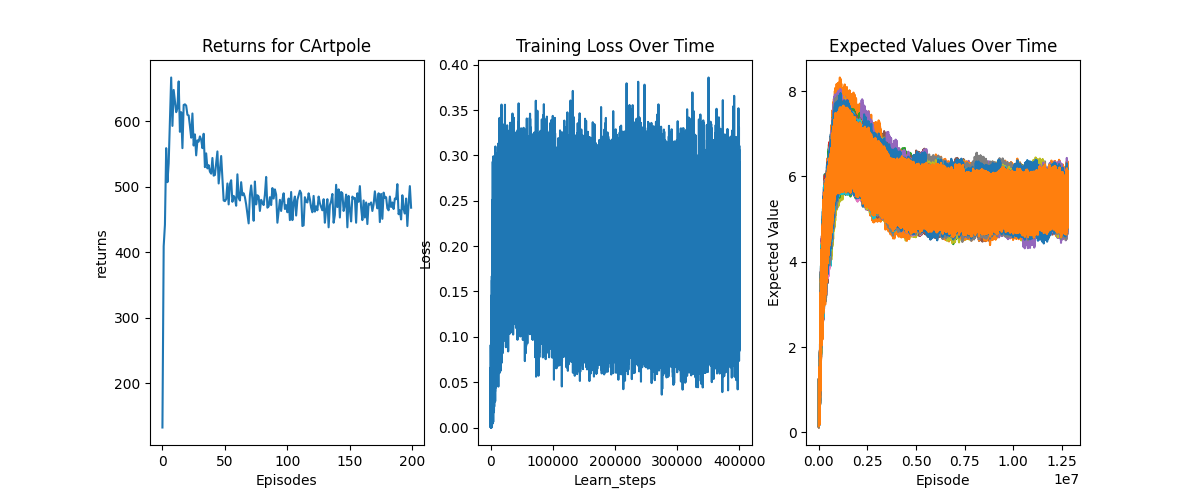 Returns for CArtpole
returns
600
500
400
300
200
0 50 100 150 200
Episodes
Training Loss Over Time
Loss
0.40
0.35
0.30
0.25
0.20
0.15
0.10
0.05
0.00
0 100000 200000 300000 400000
Learn_steps
Expected Values Over Time
Expected Value
8
6
4
2
0
0.00 0.25 0.50 0.75 1.00 1.25
1e7
Episode